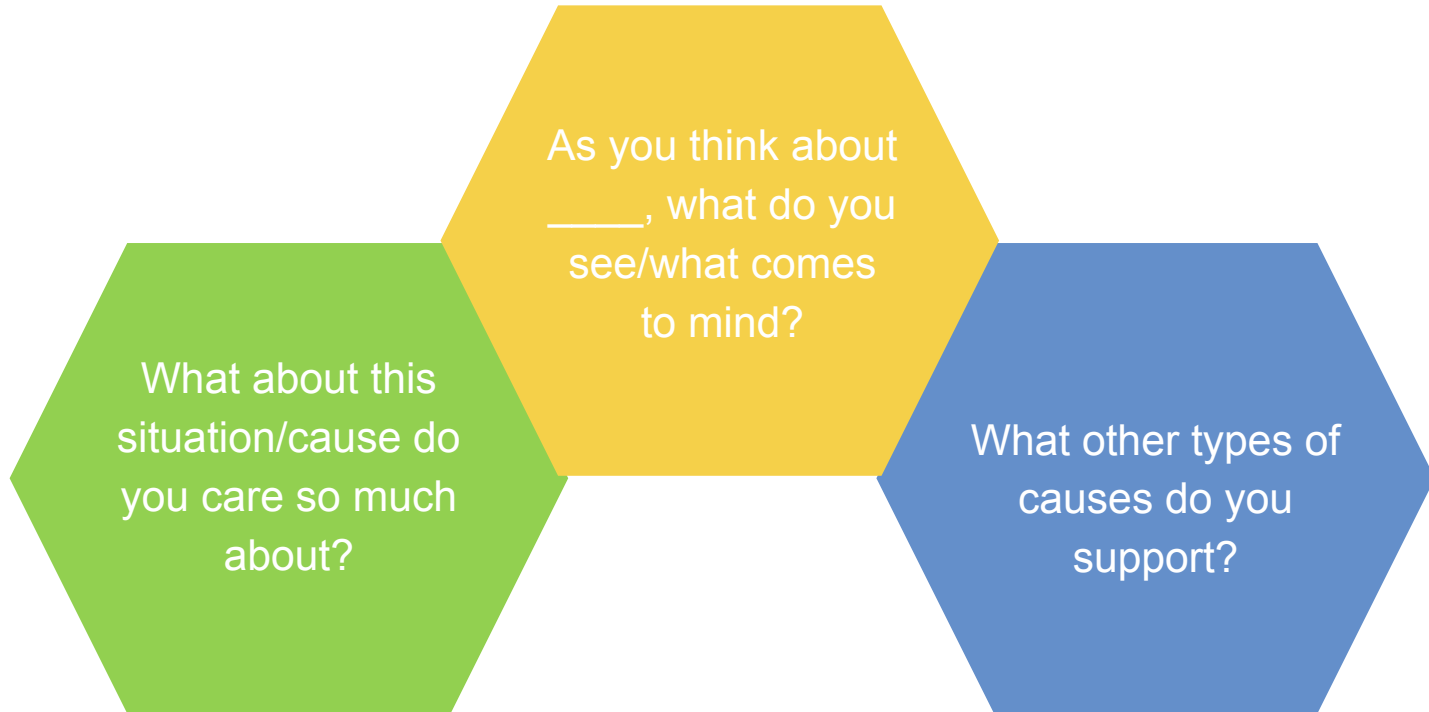 What about this
situation/cause do
you care so much
about?
As you think about
____, what do you
see/what comes
to mind?
What other types of
causes do you
support?